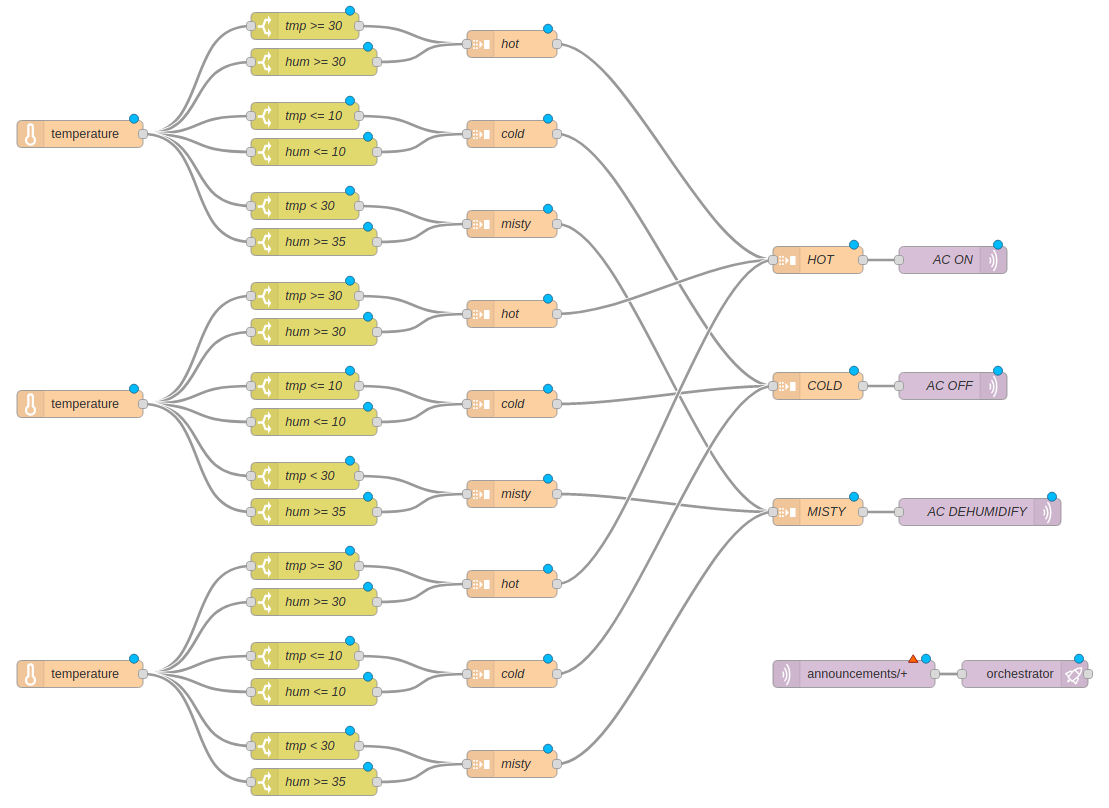 tmp >= 30
hot
hum >= 30
tmp <= 10
temperature
cold
hum <= 10
tmp < 30
misty
hum >= 35
HOT
AC ON
tmp >= 30
hot
hum >= 30
tmp <= 10
COLD
AC OFF
temperature
cold
hum <= 10
tmp < 30
misty
hum >= 35
MISTY
AC DEHUMIDIFY
tmp >= 30
hot
hum >= 30
tmp <= 10
temperature
cold
announcements/+
orchestrator
hum <= 10
tmp < 30
misty
hum >= 35